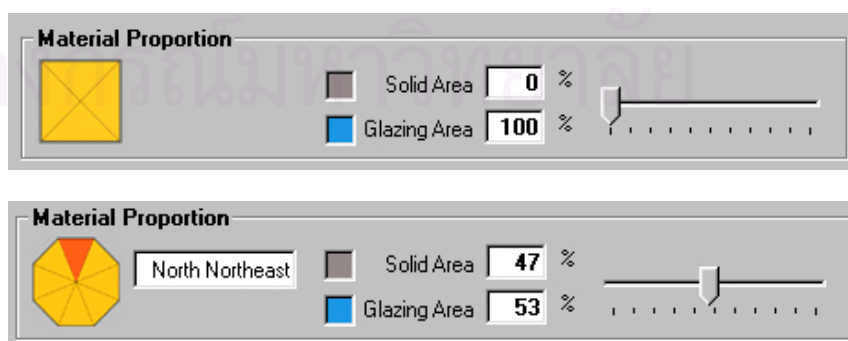 Material Proportion
Solid Area 0 %
Glazing Area 100 %
Material Proportion
North Northeast
Solid Area 47 %
Glazing Area 53 %